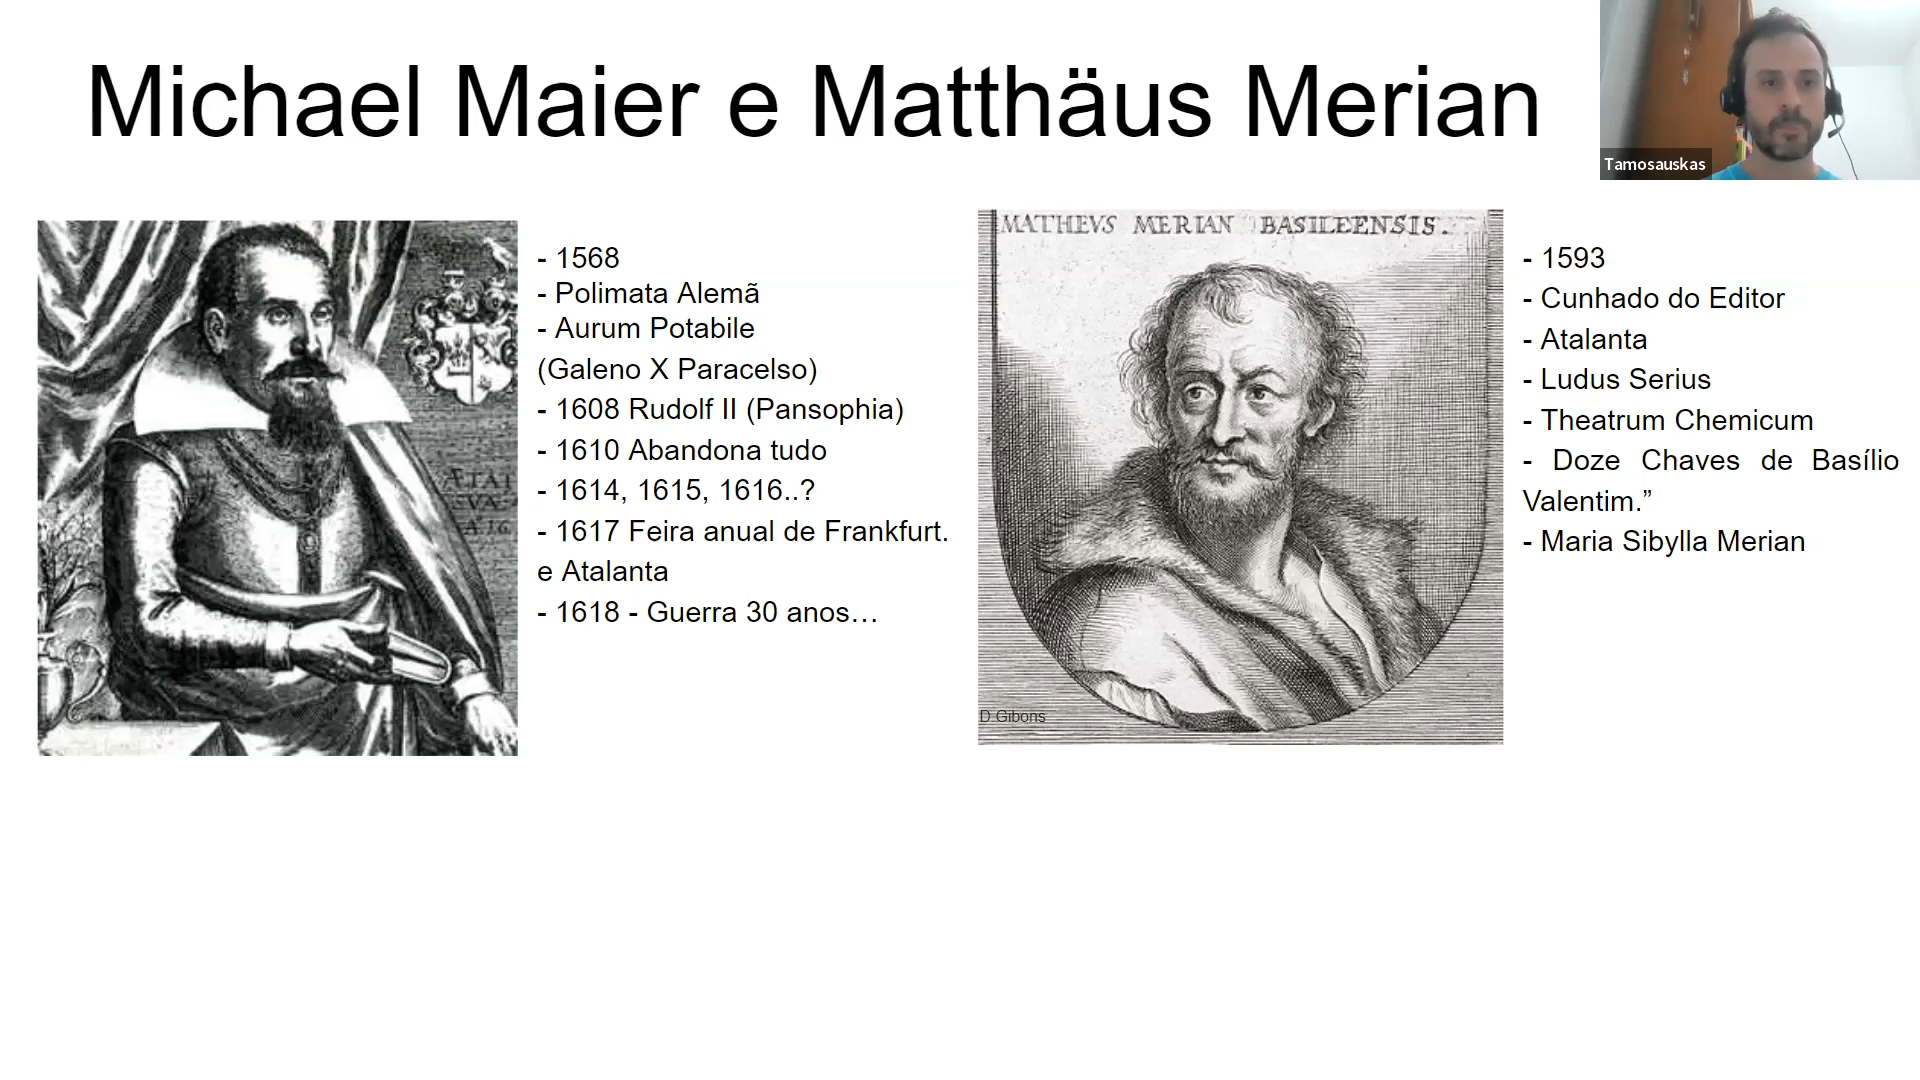 Michael Maier e Matthäus Merian
Tamosauskas
- 1568
- Polimata Alemã
- Aurum Potabile
(Galeno X Paracelso)
- 1608 Rudolf II (Pansophia)
- 1610 Abandona tudo
- 1614, 1615, 1616..?
- 1617 Feira anual de Frankfurt.
e Atalanta
- 1618 - Guerra 30 anos…
MATHEVS MERIAN BASILEENSIS.
D.Gibons
- 1593
- Cunhado do Editor
- Atalanta
- Ludus Serius
- Theatrum Chemicum
- Doze Chaves de Basílio
Valentim.”
- Maria Sibylla Merian